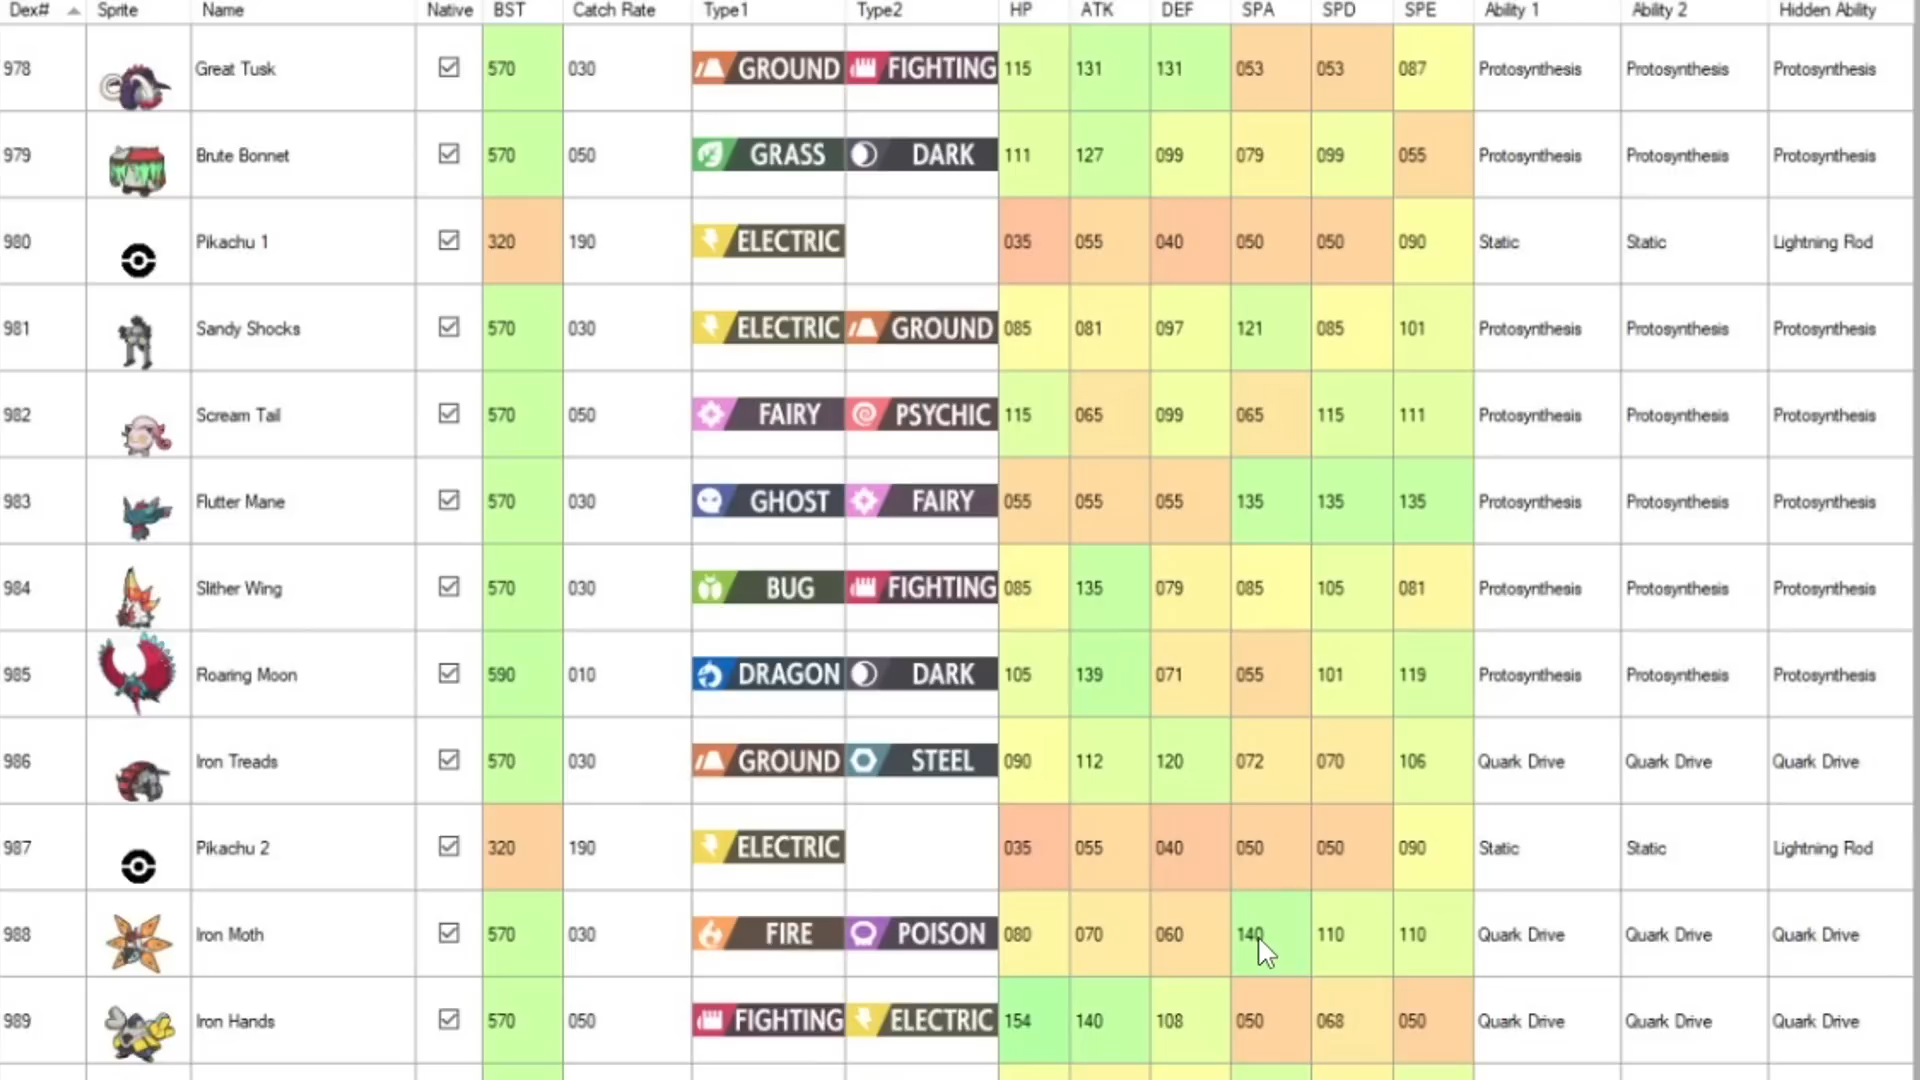 Dex# Sprite Name Native BST Catch Rate Type1 Type2 HP ATK DEF SPA SPD SPE Ability 1 Ability 2 Hidden Ability
978 Great Tusk 570 030 GROUND FIGHTING 115 131 131 053 053 087 Protosynthesis Protosynthesis Protosynthesis
979 Brute Bonnet 570 050 GRASS DARK 111 127 099 079 099 055 Protosynthesis Protosynthesis Protosynthesis
980 Pikachu 1 320 190 ELECTRIC 035 055 040 050 050 090 Static Static Lightning Rod
981 Sandy Shocks 570 030 ELECTRIC GROUND 085 081 097 121 085 101 Protosynthesis Protosynthesis Protosynthesis
982 Scream Tail 570 050 FAIRY PSYCHIC 115 065 099 065 115 111 Protosynthesis Protosynthesis Protosynthesis
983 Flutter Mane 570 030 GHOST FAIRY 055 055 055 135 135 135 Protosynthesis Protosynthesis Protosynthesis
984 Slither Wing 570 030 BUG FIGHTING 085 135 079 085 105 081 Protosynthesis Protosynthesis Protosynthesis
985 Roaring Moon 590 010 DRAGON DARK 105 139 071 055 101 119 Protosynthesis Protosynthesis Protosynthesis
986 Iron Treads 570 030 GROUND STEEL 090 112 120 072 070 106 Quark Drive Quark Drive Quark Drive
987 Pikachu 2 320 190 ELECTRIC 035 055 040 050 050 090 Static Static Lightning Rod
988 Iron Moth 570 030 FIRE POISON 080 070 060 140 110 110 Quark Drive Quark Drive Quark Drive
989 Iron Hands 570 050 FIGHTING ELECTRIC 154 140 108 050 068 050 Quark Drive Quark Drive Quark Drive